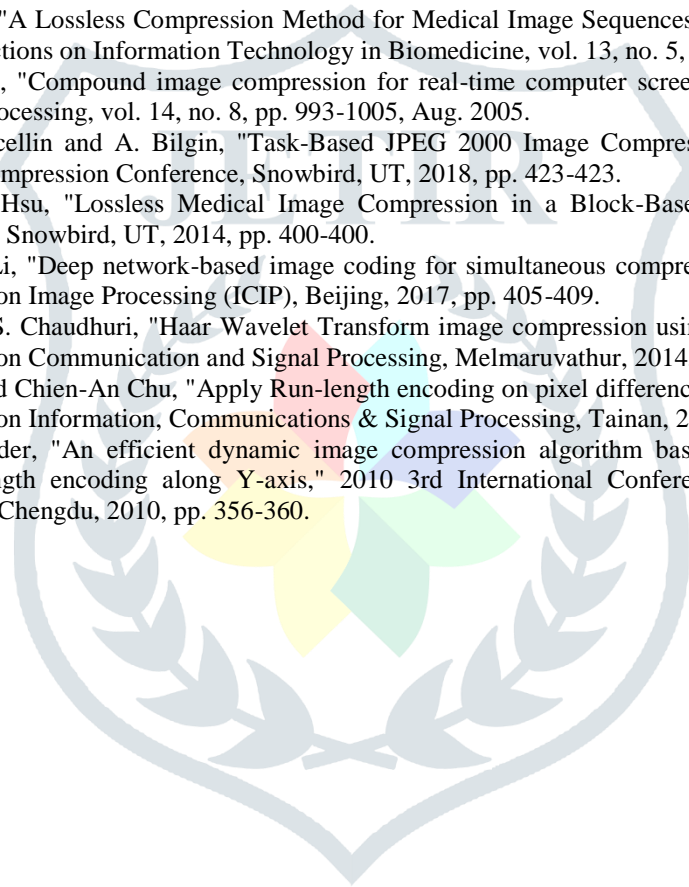 "A Lossless Compression Method for Medical Image Sequences
ctions on Information Technology in Biomedicine, vol. 13, no. 5,
, "Compound image compression for real-time computer scree
ocessing, vol. 14, no. 8, pp. 993-1005, Aug. 2005.
cellin and A. Bilgin, "Task-Based JPEG 2000 Image Compres
mpression Conference, Snowbird, UT, 2018, pp. 423-423.
Hsu, "Lossless Medical Image Compression in a Block-Base
Snowbird, UT, 2014, pp. 400-400.
Li, "Deep network-based image coding for simultaneous compre
on Image Processing (ICIP), Beijing, 2017, pp. 405-409.
S. Chaudhuri, "Haar Wavelet Transform image compression usin
on Communication and Signal Processing, Melmaruvathur, 2014
d Chien-An Chu, "Apply Run-length encoding on pixel differenc
on Information, Communications & Signal Processing, Tainan, 2
der, "An efficient dynamic image compression algorithm bas
ngth encoding along Y-axis," 2010 3rd International Confere
Chengdu, 2010, pp. 356-360.
JETIR